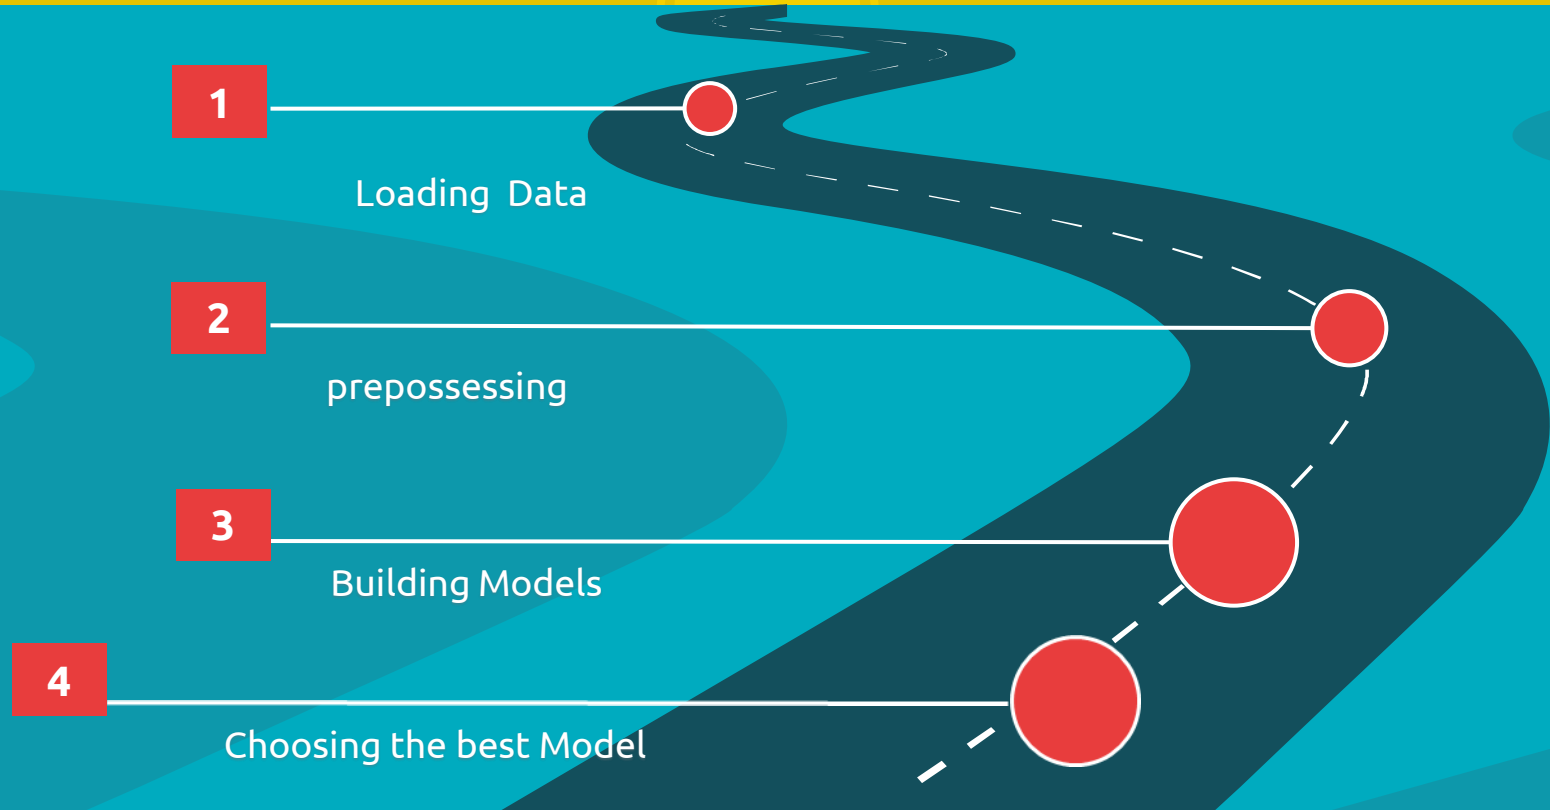 1
Loading Data
2
prepossessing
3
Building Models
4
Choosing the best Model